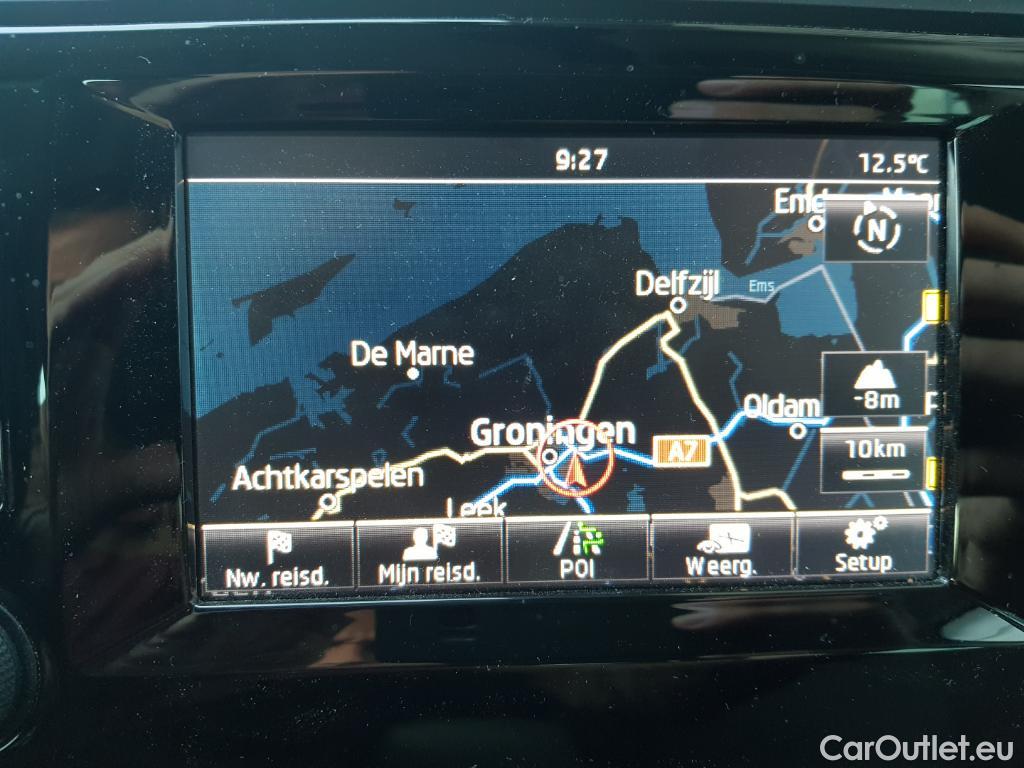 9:27
12.5°C
N
Delfzijl
Ems
De Marne
-8m
Oldam
Groningen
A7
10km
Achtkarspelen
Leek
Nw. reisd.
Mijn reisd.
POI
Weerg.
Setup
CarOutlet.eu